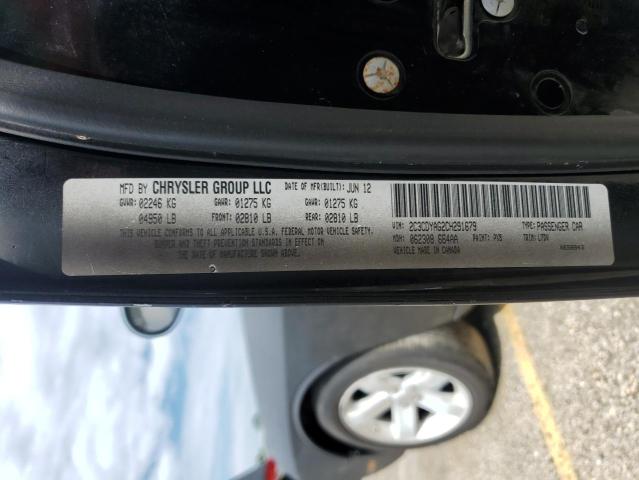 MFD BY CHRYSLER GROUP LLC DATE OF MFR(BUILT): JUN 12
GVWR: 02246 KG GAWR: 01275 KG GAWR: 01275 KG
04950 LB FRONT: 02810 LB REAR: 02810 LB
THIS VEHICLE CONFORMS TO ALL APPLICABLE U.S.A. FEDERAL MOTOR VEHICLE SAFETY,
BUMPER AND THEFT PREVENTION STANDARDS IN EFFECT ON
THE DATE OF MANUFACTURE SHOWN ABOVE.
VIN: 2C3CDYAG2CH291679 TYPE: PASSENGER CAR
MDH: 062308 664AA PAINT: PX8 TRIM: LTDV
VEHICLE MADE IN CANADA